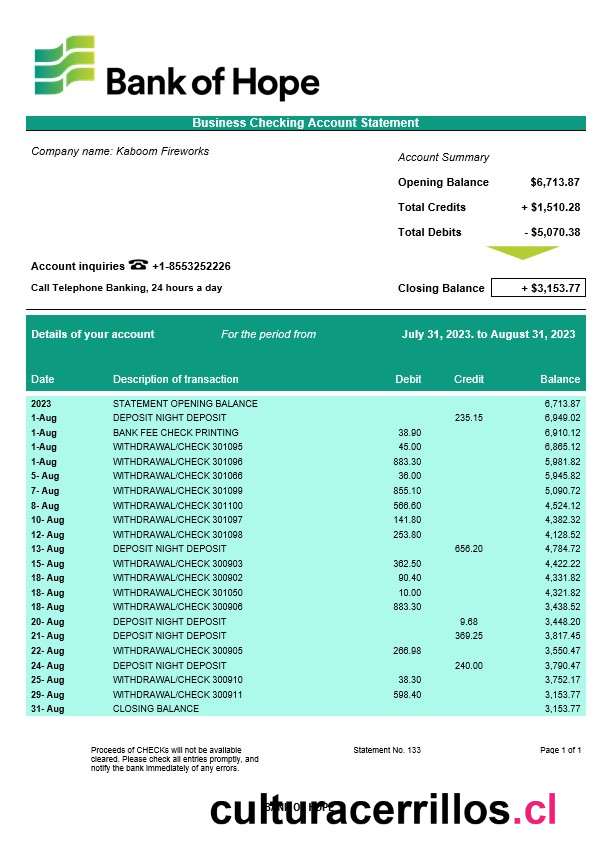 Bank of Hope
Business Checking Account Statement
Company name: Kaboom Fireworks
Account Summary
Opening Balance $6,713.87
Total Credits + $1,510.28
Total Debits - $5,070.38
Account inquiries ☎ +1-8553252226
Call Telephone Banking, 24 hours a day
Closing Balance + $3,153.77
Details of your account For the period from July 31, 2023. to August 31, 2023
Date Description of transaction Debit Credit Balance
2023 STATEMENT OPENING BALANCE 6,713.87
1-Aug DEPOSIT NIGHT DEPOSIT 235.15 6,949.02
1-Aug BANK FEE CHECK PRINTING 38.90 6,910.12
1-Aug WITHDRAWAL/CHECK 301095 45.00 6,865.12
1-Aug WITHDRAWAL/CHECK 301096 883.30 5,981.82
5- Aug WITHDRAWAL/CHECK 301066 36.00 5,945.82
7- Aug WITHDRAWAL/CHECK 301099 855.10 5,090.72
8- Aug WITHDRAWAL/CHECK 301100 566.60 4,524.12
10- Aug WITHDRAWAL/CHECK 301097 141.80 4,382.32
12- Aug WITHDRAWAL/CHECK 301098 253.80 4,128.52
13- Aug DEPOSIT NIGHT DEPOSIT 656.20 4,784.72
15- Aug WITHDRAWAL/CHECK 300903 362.50 4,422.22
18- Aug WITHDRAWAL/CHECK 300902 90.40 4,331.82
18- Aug WITHDRAWAL/CHECK 301050 10.00 4,321.82
18- Aug WITHDRAWAL/CHECK 300906 883.30 3,438.52
20- Aug DEPOSIT NIGHT DEPOSIT 9.68 3,448.20
21- Aug DEPOSIT NIGHT DEPOSIT 369.25 3,817.45
22- Aug WITHDRAWAL/CHECK 300905 266.98 3,550.47
24- Aug DEPOSIT NIGHT DEPOSIT 240.00 3,790.47
25- Aug WITHDRAWAL/CHECK 300910 38.30 3,752.17
29- Aug WITHDRAWAL/CHECK 300911 598.40 3,153.77
31- Aug CLOSING BALANCE 3,153.77
Proceeds of CHECKs will not be available Statement No. 133 Page 1 of 1
cleared. Please check all entries promptly, and
notify the bank immediately of any errors.
BANK OF HOPE
culturacerrillos.cl